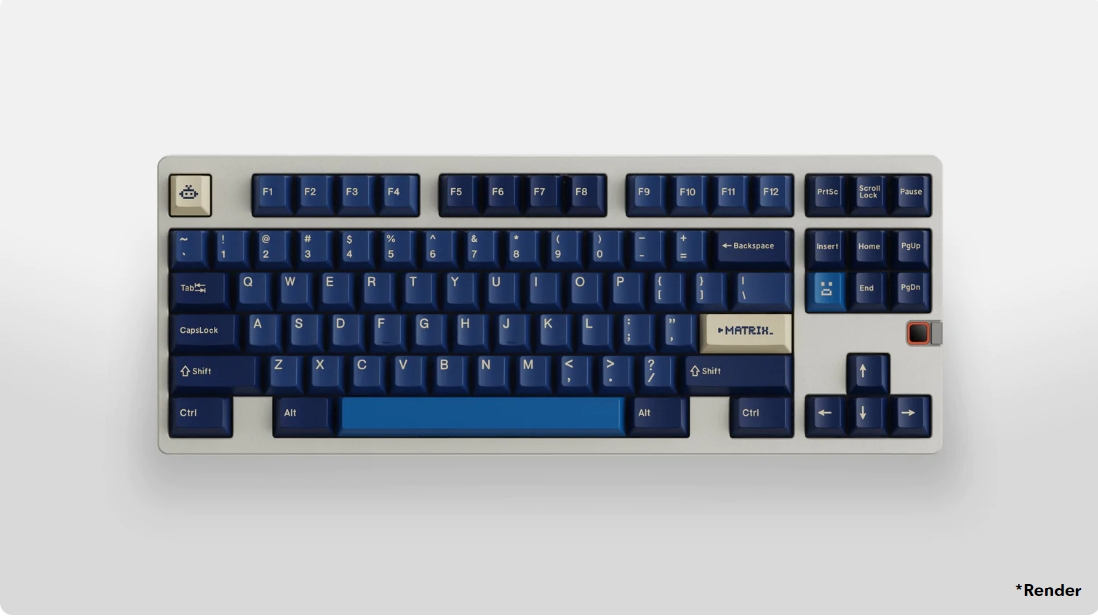 F1 F2 F3 F4 F5 F6 F7 F8 F9 F10 F11 F12 PrtSc Scroll Lock Pause
~ ! @ # $ % ^ & * ( ) - + ←Backspace Insert Home PgUp
` 1 2 3 4 5 6 7 8 9 0 - =
Tab Q W E R T Y U I O P { } | End PgDn
[ ] \
CapsLock A S D F G H J K L : " ▸MATRIX_
; ,
⇧Shift Z X C V B N M < > ? ⇧Shift ↑
, . /
Ctrl Alt Alt Ctrl ← ↓ →
*Render